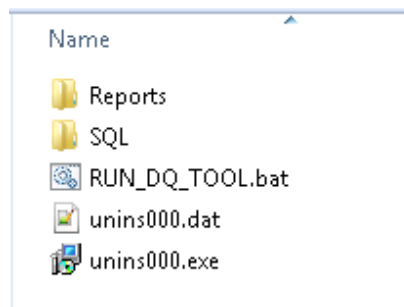 Name
Reports
SQL
RUN_DQ_TOOL.bat
unins000.dat
unins000.exe